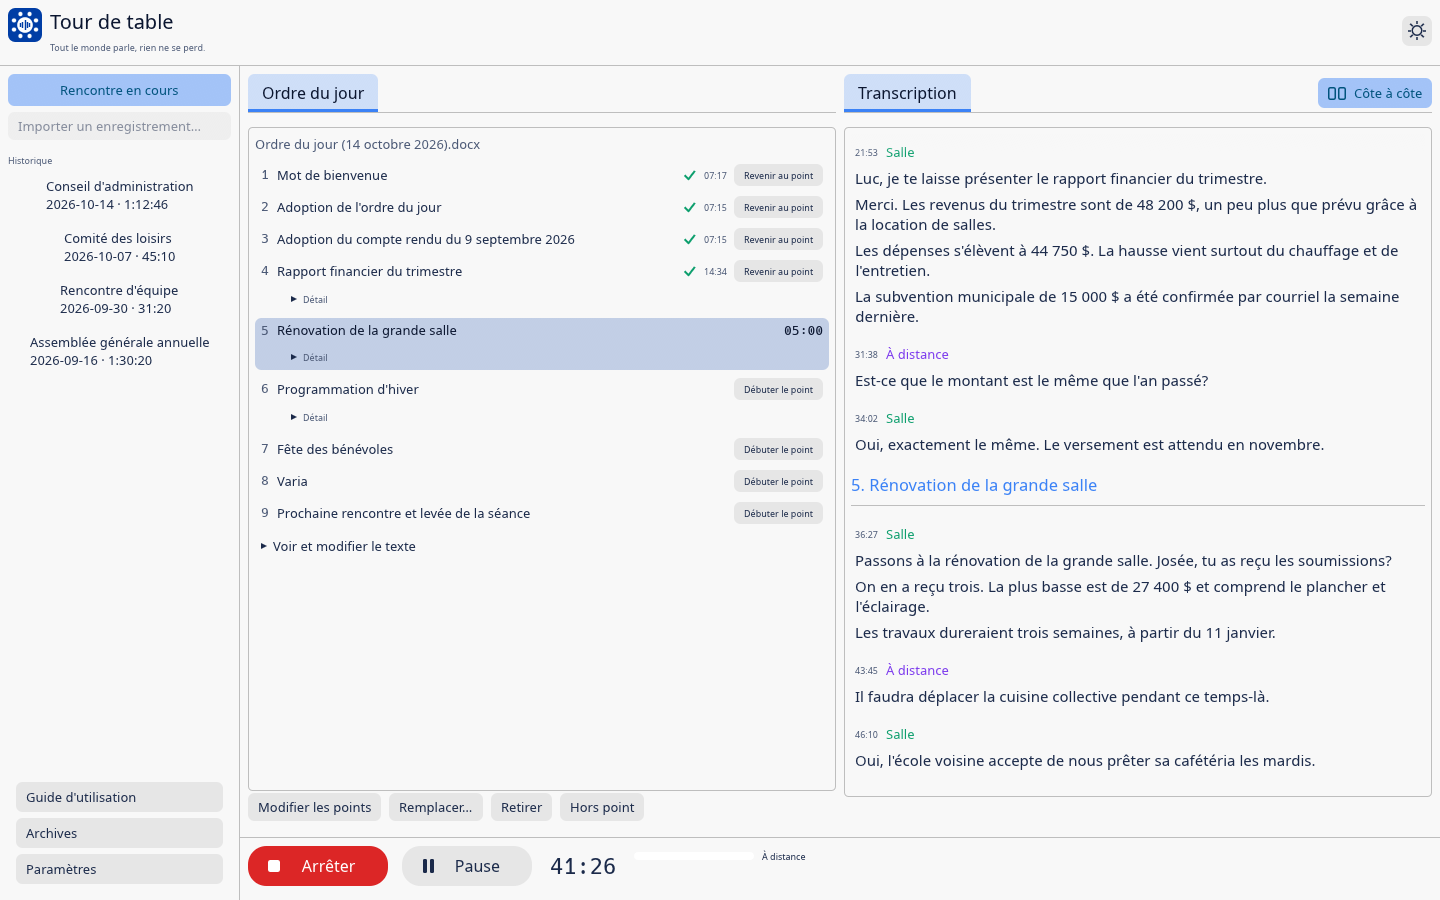 Tour de table
Tout le monde parle, rien ne se perd.
Rencontre en cours
Importer un enregistrement...
Historique
Conseil d'administration
2026-10-14 · 1:12:46
Comité des loisirs
2026-10-07 · 45:10
Rencontre d'équipe
2026-09-30 · 31:20
Assemblée générale annuelle
2026-09-16 · 1:30:20
Guide d'utilisation
Archives
Paramètres
Ordre du jour
Ordre du jour (14 octobre 2026).docx
1 Mot de bienvenue 07:17 Revenir au point
2 Adoption de l'ordre du jour 07:15 Revenir au point
3 Adoption du compte rendu du 9 septembre 2026 07:15 Revenir au point
4 Rapport financier du trimestre 14:34 Revenir au point
Détail
5 Rénovation de la grande salle 05:00
Détail
6 Programmation d'hiver Débuter le point
Détail
7 Fête des bénévoles Débuter le point
8 Varia Débuter le point
9 Prochaine rencontre et levée de la séance Débuter le point
Voir et modifier le texte
Modifier les points
Remplacer...
Retirer
Hors point
Transcription
Côte à côte
21:53 Salle
Luc, je te laisse présenter le rapport financier du trimestre.
Merci. Les revenus du trimestre sont de 48 200 $, un peu plus que prévu grâce à
la location de salles.
Les dépenses s'élèvent à 44 750 $. La hausse vient surtout du chauffage et de
l'entretien.
La subvention municipale de 15 000 $ a été confirmée par courriel la semaine
dernière.
31:38 À distance
Est-ce que le montant est le même que l'an passé?
34:02 Salle
Oui, exactement le même. Le versement est attendu en novembre.
5. Rénovation de la grande salle
36:27 Salle
Passons à la rénovation de la grande salle. Josée, tu as reçu les soumissions?
On en a reçu trois. La plus basse est de 27 400 $ et comprend le plancher et
l'éclairage.
Les travaux dureraient trois semaines, à partir du 11 janvier.
43:45 À distance
Il faudra déplacer la cuisine collective pendant ce temps-là.
46:10 Salle
Oui, l'école voisine accepte de nous prêter sa cafétéria les mardis.
Arrêter
Pause
41:26
À distance